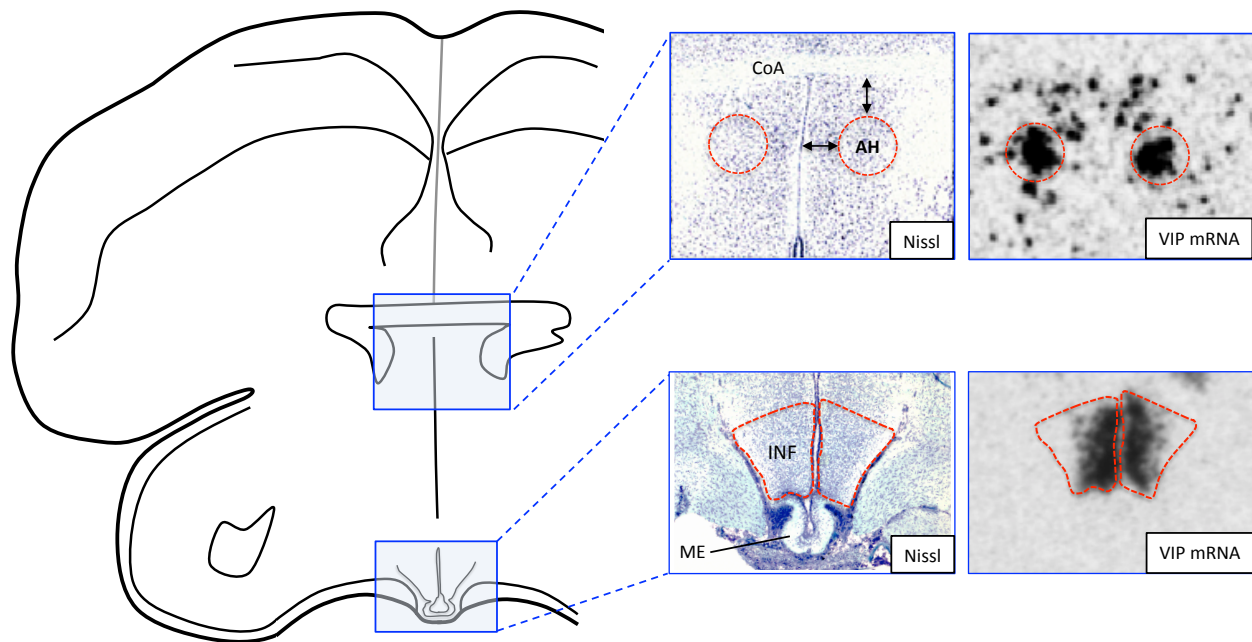 CoA
AH
Nissl
VIP mRNA
INF
ME
Nissl
VIP mRNA